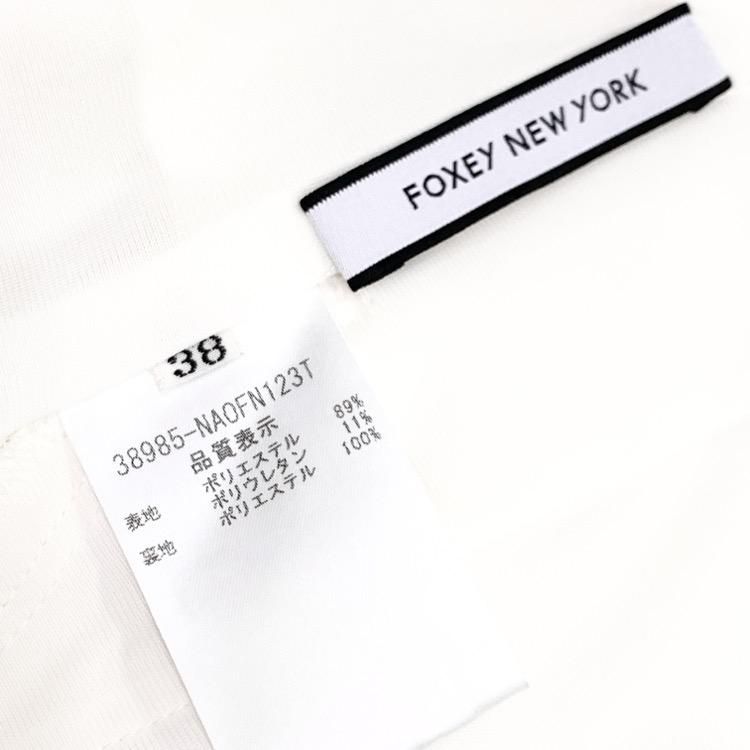 FOXEY NEW YORK
38
38985-NAOFN123T
品質表示
表地 ポリエステル 89%
ポリウレタン 11%
裏地 ポリエステル 100%